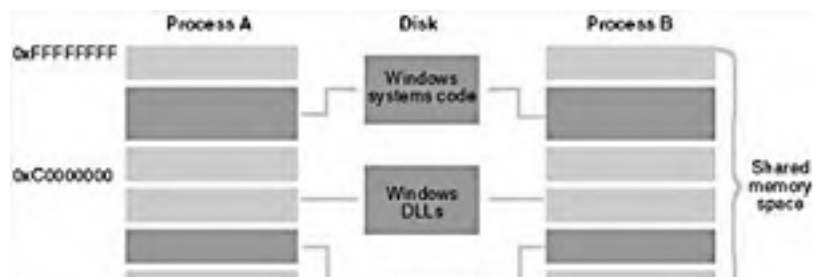 Process A
Disk
Process B
0xFFFFFFFF
Windows
systems code
0xC0000000
Windows
DLLs
Shared
memory
space